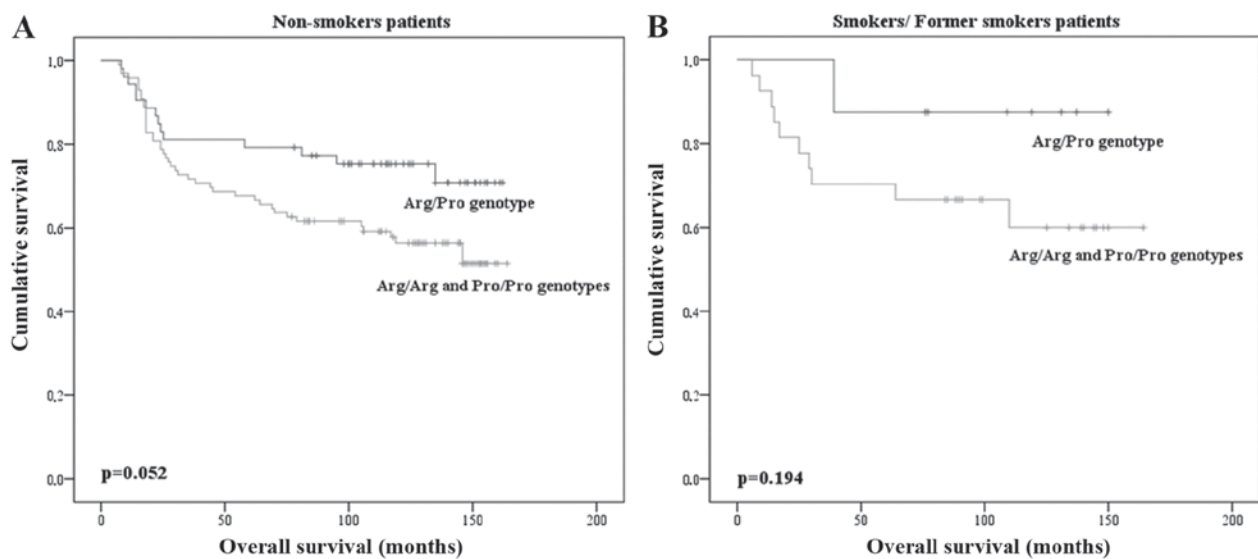 A
Non-smokers patients
1.0
0.8
0.6
0.4
0.2
0.0
Cumulative survival
Arg/Pro genotype
Arg/Arg and Pro/Pro genotypes
p=0.052
0
50
100
150
200
Overall survival (months)
B
Smokers/ Former smokers patients
1.0
0.8
0.6
0.4
0.2
0.0
Cumulative survival
Arg/Pro genotype
Arg/Arg and Pro/Pro genotypes
p=0.194
0
50
100
150
200
Overall survival (months)